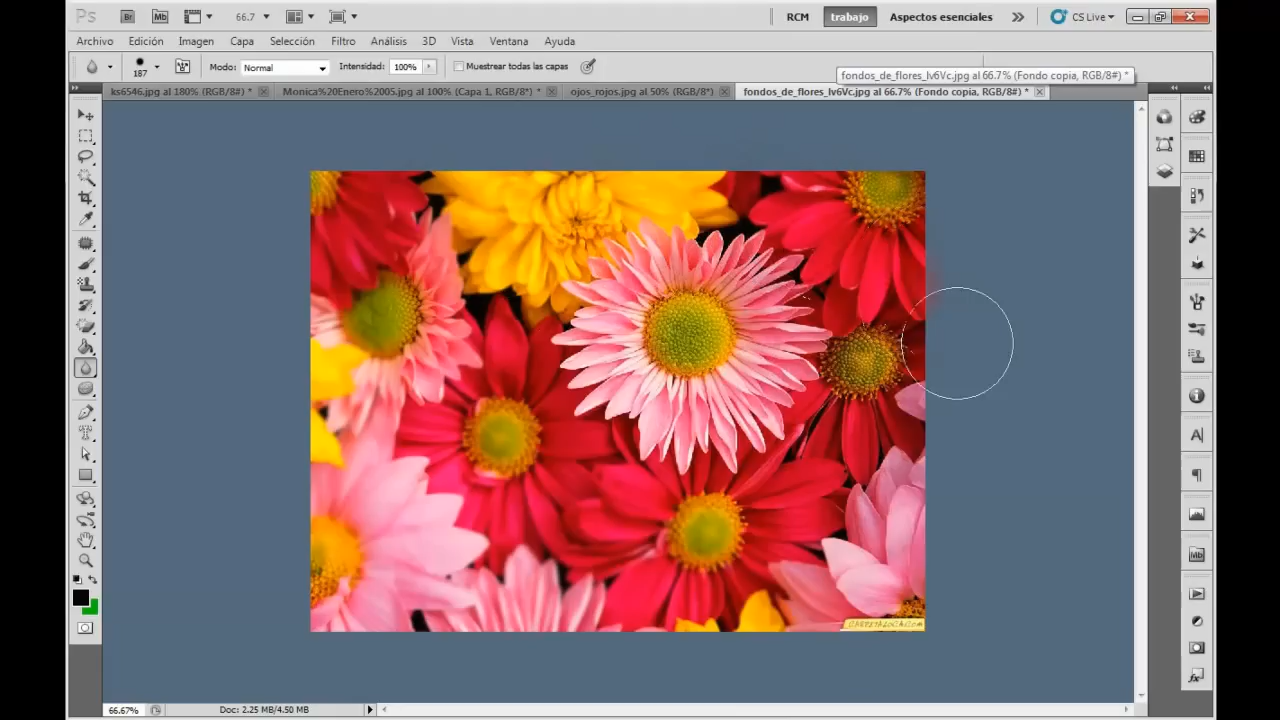 Ps Br Mb 66.7 RCM trabajo Aspectos esenciales CS Live
Archivo Edición Imagen Capa Selección Filtro Análisis 3D Vista Ventana Ayuda
187 Modo: Normal Intensidad: 100% Muestrear todas las capas
fondos_de_flores_lv6Vc.jpg al 66.7% (Fondo copia, RGB/8#) *
ks6546.jpg al 180% (RGB/8#) * Monica%20Enero%2005.jpg al 100% (Capa 1, RGB/8*) * ojos_rojos.jpg al 50% (RGB/8*) fondos_de_flores_lv6Vc.jpg al 66.7% (Fondo copia, RGB/8#) *
T
A
Mb
fx
CARPETALOCA.COM
66.67% Doc: 2.25 MB/4.50 MB